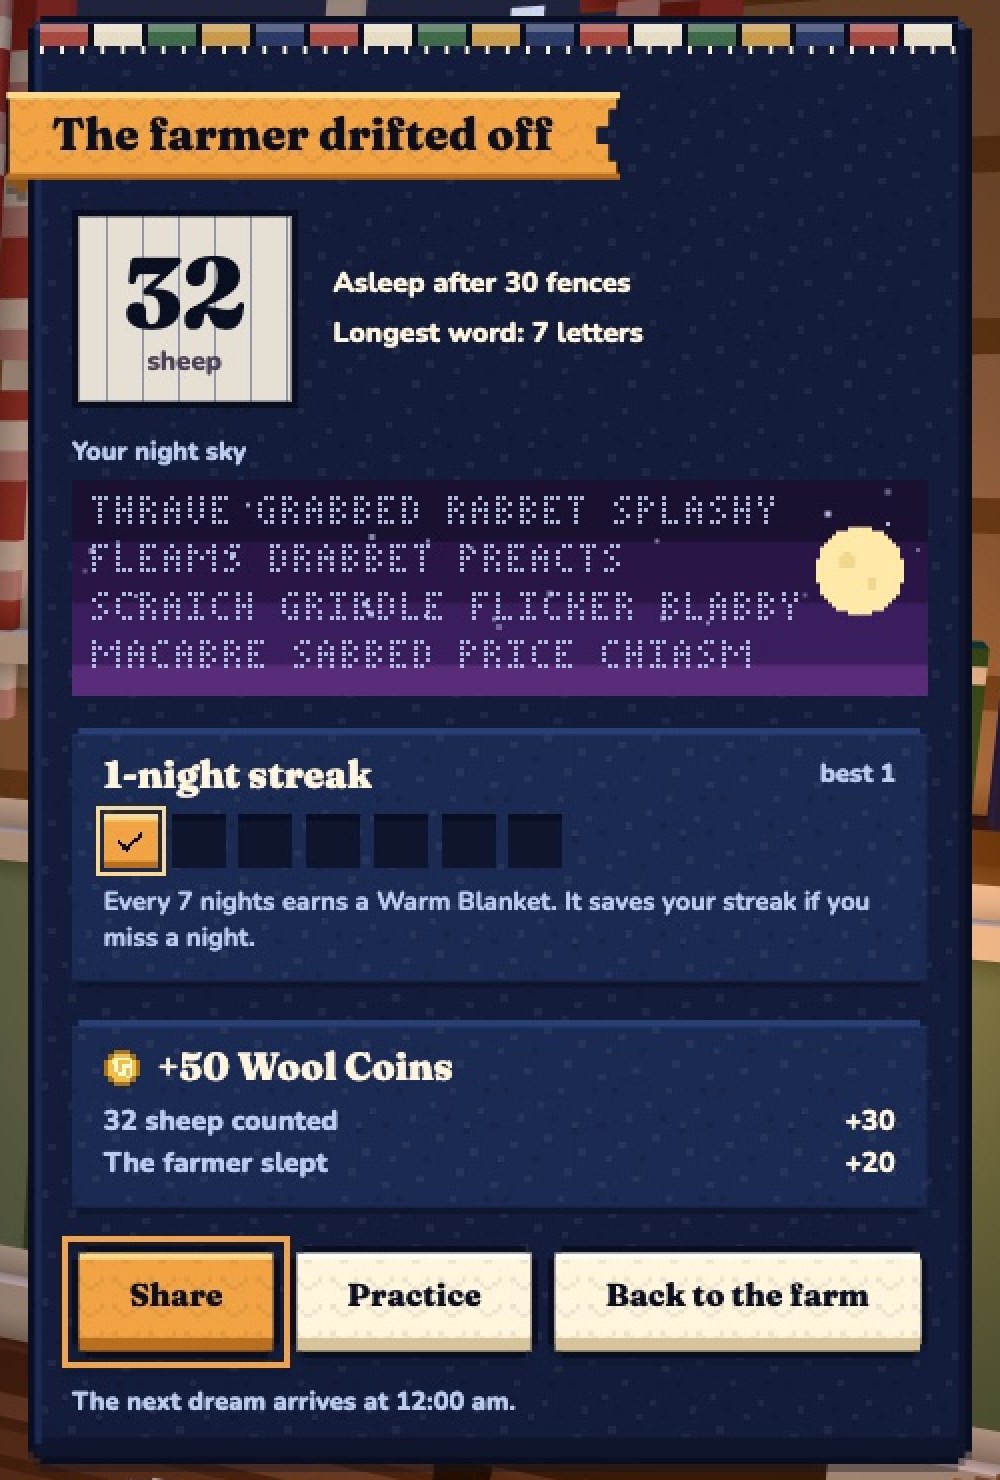 The farmer drifted off
32
sheep
Asleep after 30 fences
Longest word: 7 letters
Your night sky
THRAVE GRABBED RABBET SPLASHY
FLEAMS DRABBET PREACTS
SCRAICH GRIDDLE FLICKER BLABBY
MACABRE SABBED PRICE CHIASM
1-night streak
best 1
Every 7 nights earns a Warm Blanket. It saves your streak if you
miss a night.
+50 Wool Coins
32 sheep counted +30
The farmer slept +20
Share Practice Back to the farm
The next dream arrives at 12:00 am.